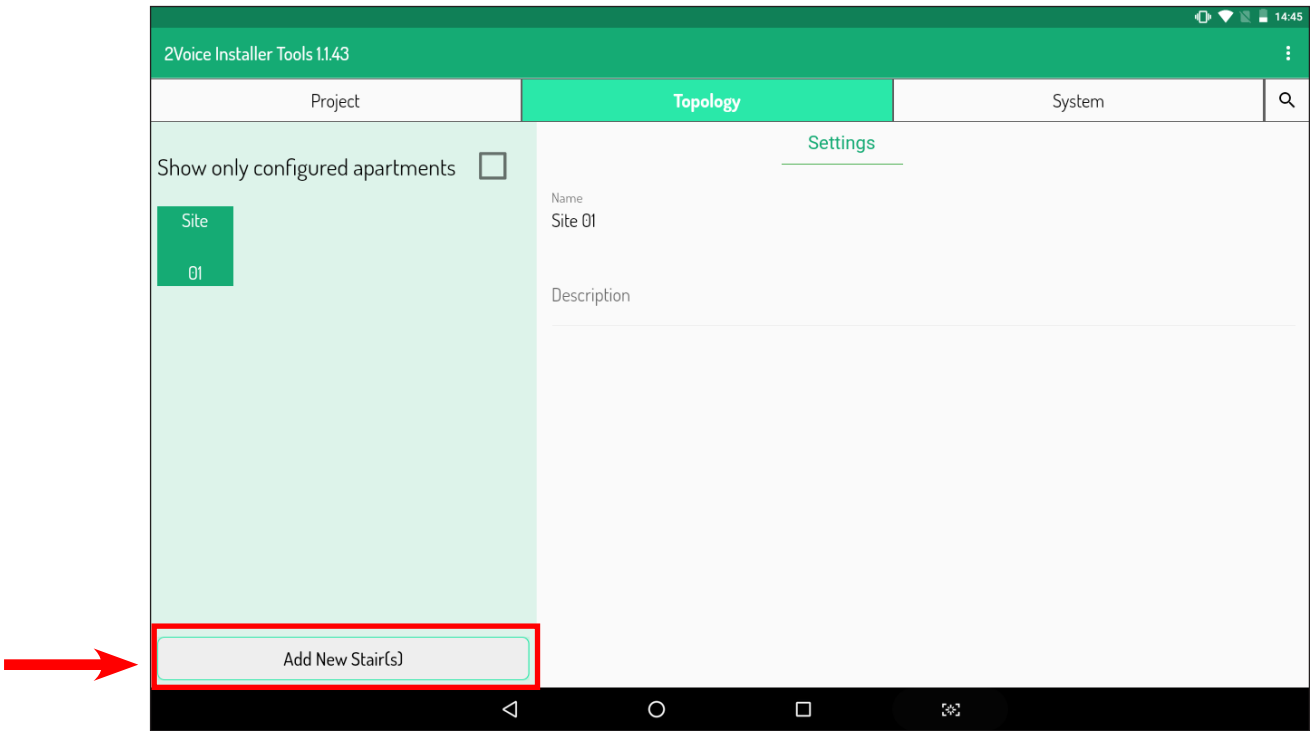 14:45
2Voice Installer Tools 1.1.43
Project
Topology
System
Show only configured apartments
Site
01
Settings
Name
Site 01
Description
Add New Stair(s)